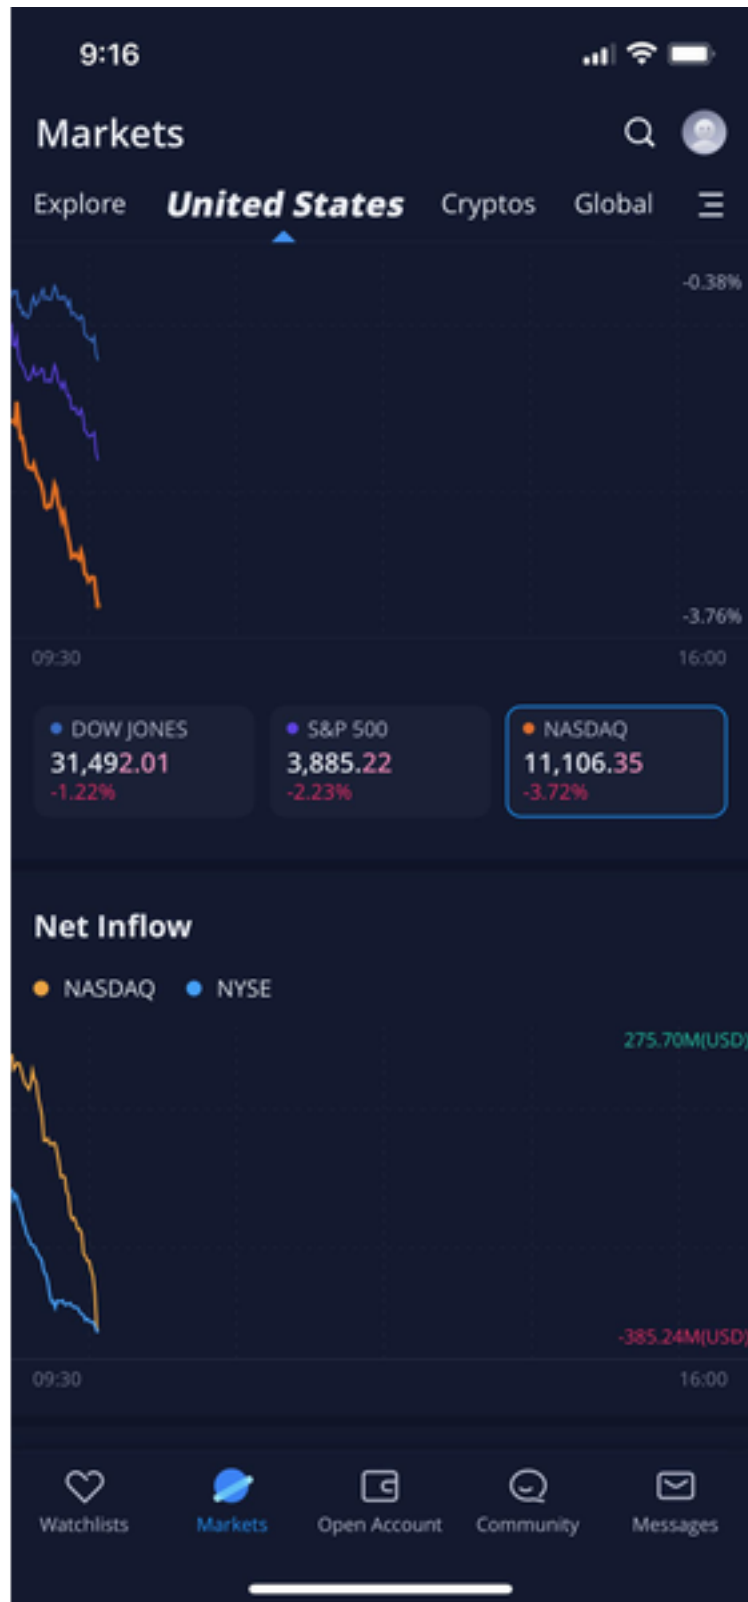 9:16
Markets
Explore United States Cryptos Global
-0.38%
-3.76%
09:30 16:00
DOW JONES S&P 500 NASDAQ
31,492.01 3,885.22 11,106.35
-1.22% -2.23% -3.72%
Net Inflow
NASDAQ NYSE
275.70M(USD)
-385.24M(USD)
09:30 16:00
Watchlists Markets Open Account Community Messages